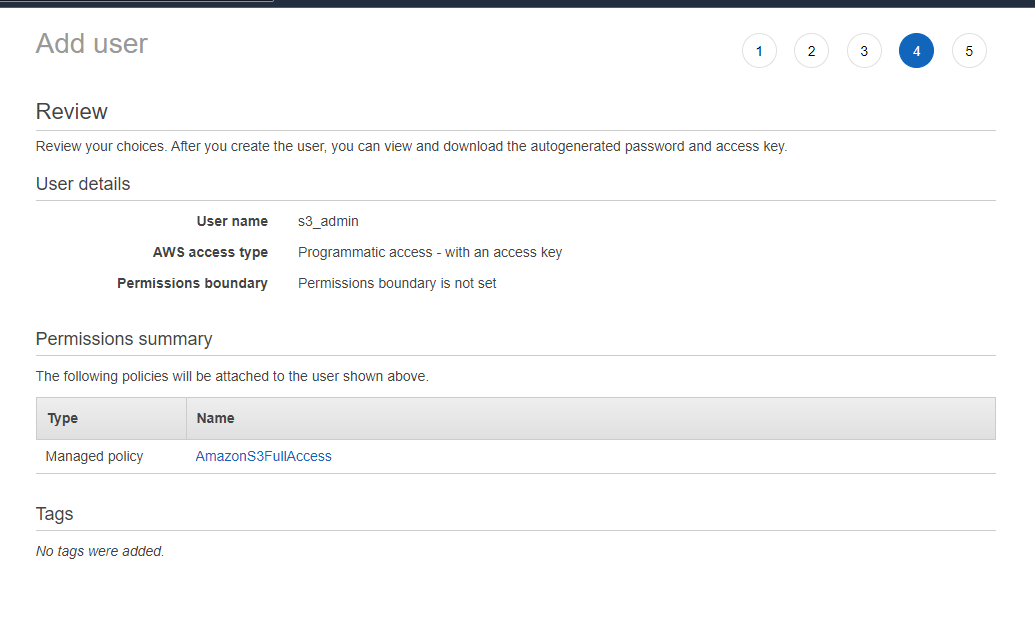 Add user
1 2 3 4 5
Review
Review your choices. After you create the user, you can view and download the autogenerated password and access key.
User details
User name s3_admin
AWS access type Programmatic access - with an access key
Permissions boundary Permissions boundary is not set
Permissions summary
The following policies will be attached to the user shown above.
Type Name
Managed policy AmazonS3FullAccess
Tags
No tags were added.